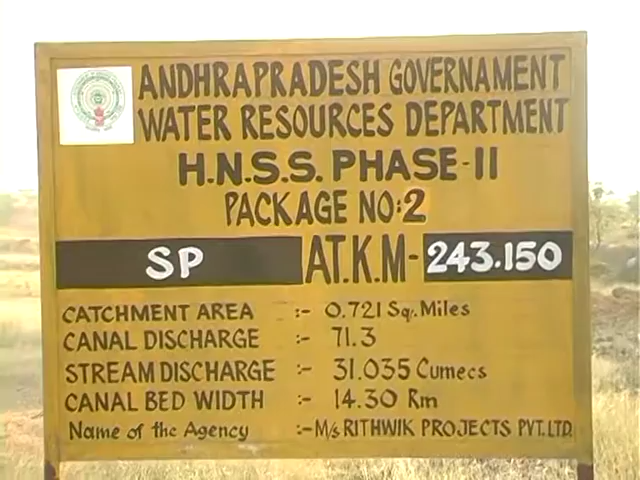 ANDHRAPRADESH GOVERNAMENT
WATER RESOURCES DEPARTMENT
H.N.S.S. PHASE-II
PACKAGE NO:2
SP AT.K.M- 243.150
CATCHMENT AREA :- 0.721 Sq.Miles
CANAL DISCHARGE :- 71.3
STREAM DISCHARGE :- 31.035 Cumecs
CANAL BED WIDTH :- 14.30 Rm
Name of the Agency :- M/s RITHWIK PROJECTS PVT.LTD.